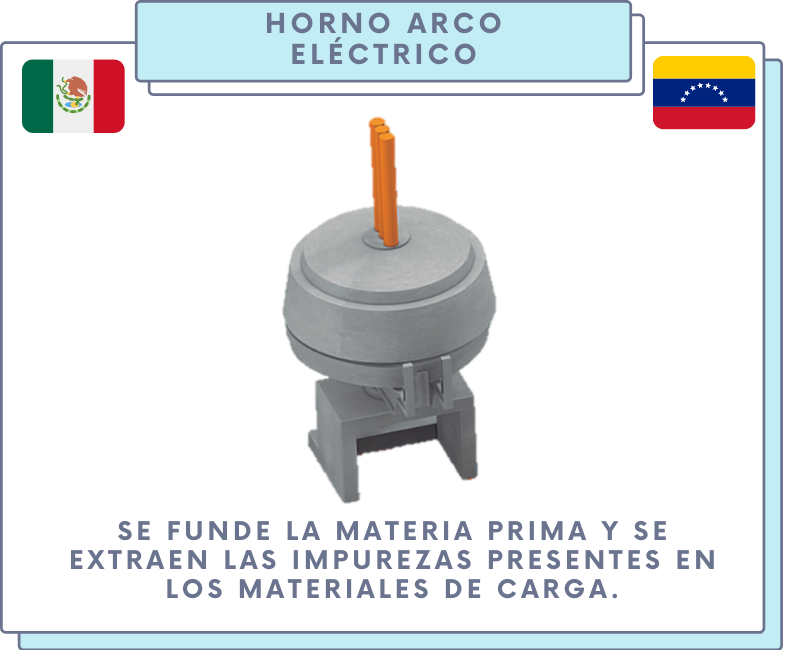 HORNO ARCO
ELÉCTRICO
SE FUNDE LA MATERIA PRIMA Y SE
EXTRAEN LAS IMPUREZAS PRESENTES EN
LOS MATERIALES DE CARGA.